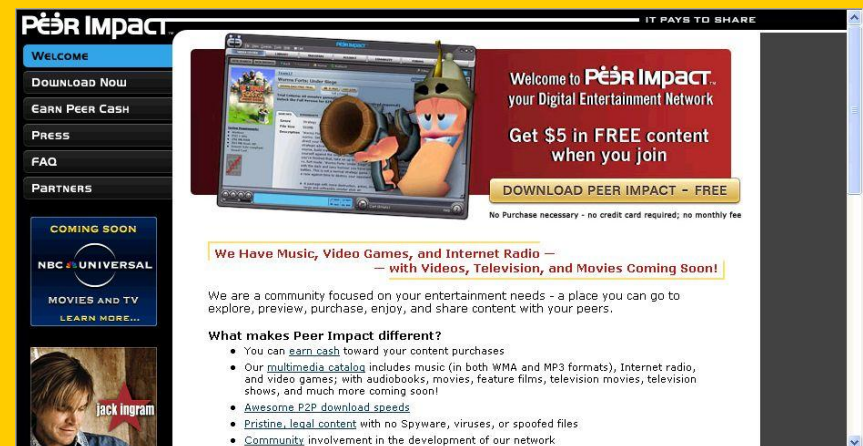 PEER IMPACT
IT PAYS TO SHARE
WELCOME
DOWNLOAD NOW
EARN PEER CASH
PRESS
FAQ
PARTNERS
COMING SOON
NBC UNIVERSAL
MOVIES AND TV
LEARN MORE...
jack ingram
Worms Forts: Under Siege
Welcome to PEER IMPACT
your Digital Entertainment Network
Get $5 in FREE content
when you join
DOWNLOAD PEER IMPACT - FREE
No Purchase necessary - no credit card required; no monthly fee
We Have Music, Video Games, and Internet Radio —
— with Videos, Television, and Movies Coming Soon!
We are a community focused on your entertainment needs - a place you can go to
explore, preview, purchase, enjoy, and share content with your peers.
What makes Peer Impact different?
• You can earn cash toward your content purchases
• Our multimedia catalog includes music (in both WMA and MP3 formats), Internet radio,
and video games; with audiobooks, movies, feature films, television movies, television
shows, and much more coming soon!
• Awesome P2P download speeds
• Pristine, legal content with no Spyware, viruses, or spoofed files
• Community involvement in the development of our network